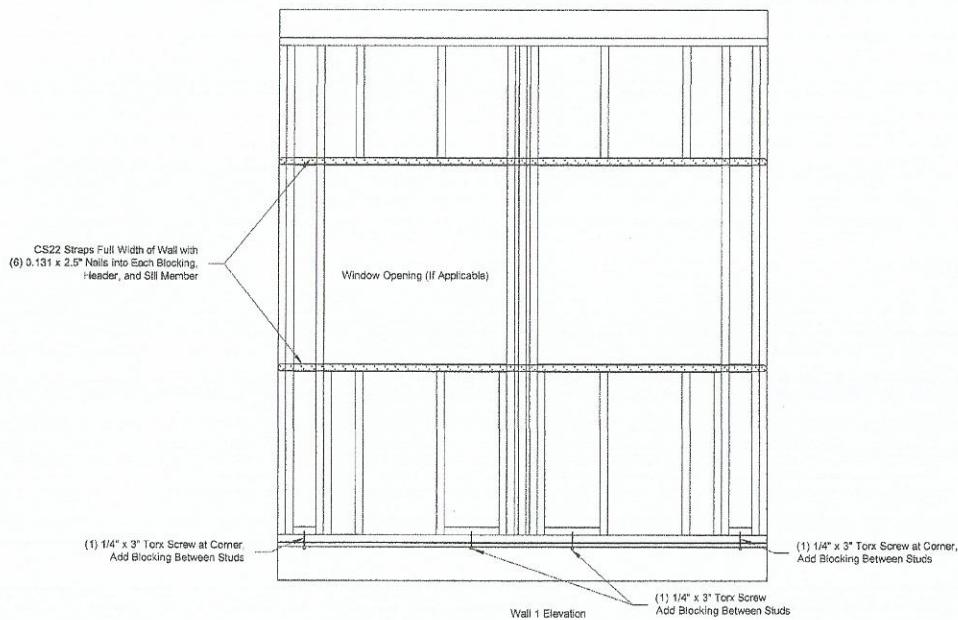 CS22 Straps Full Width of Wall with
(6) 0.131 x 2.5" Nails into Each Blocking,
Header, and Sill Member
Window Opening (If Applicable)
(1) 1/4" x 3" Torx Screw at Corner,
Add Blocking Between Studs
(1) 1/4" x 3" Torx Screw at Corner,
Add Blocking Between Studs
(1) 1/4" x 3" Torx Screw
Add Blocking Between Studs
Wall 1 Elevation